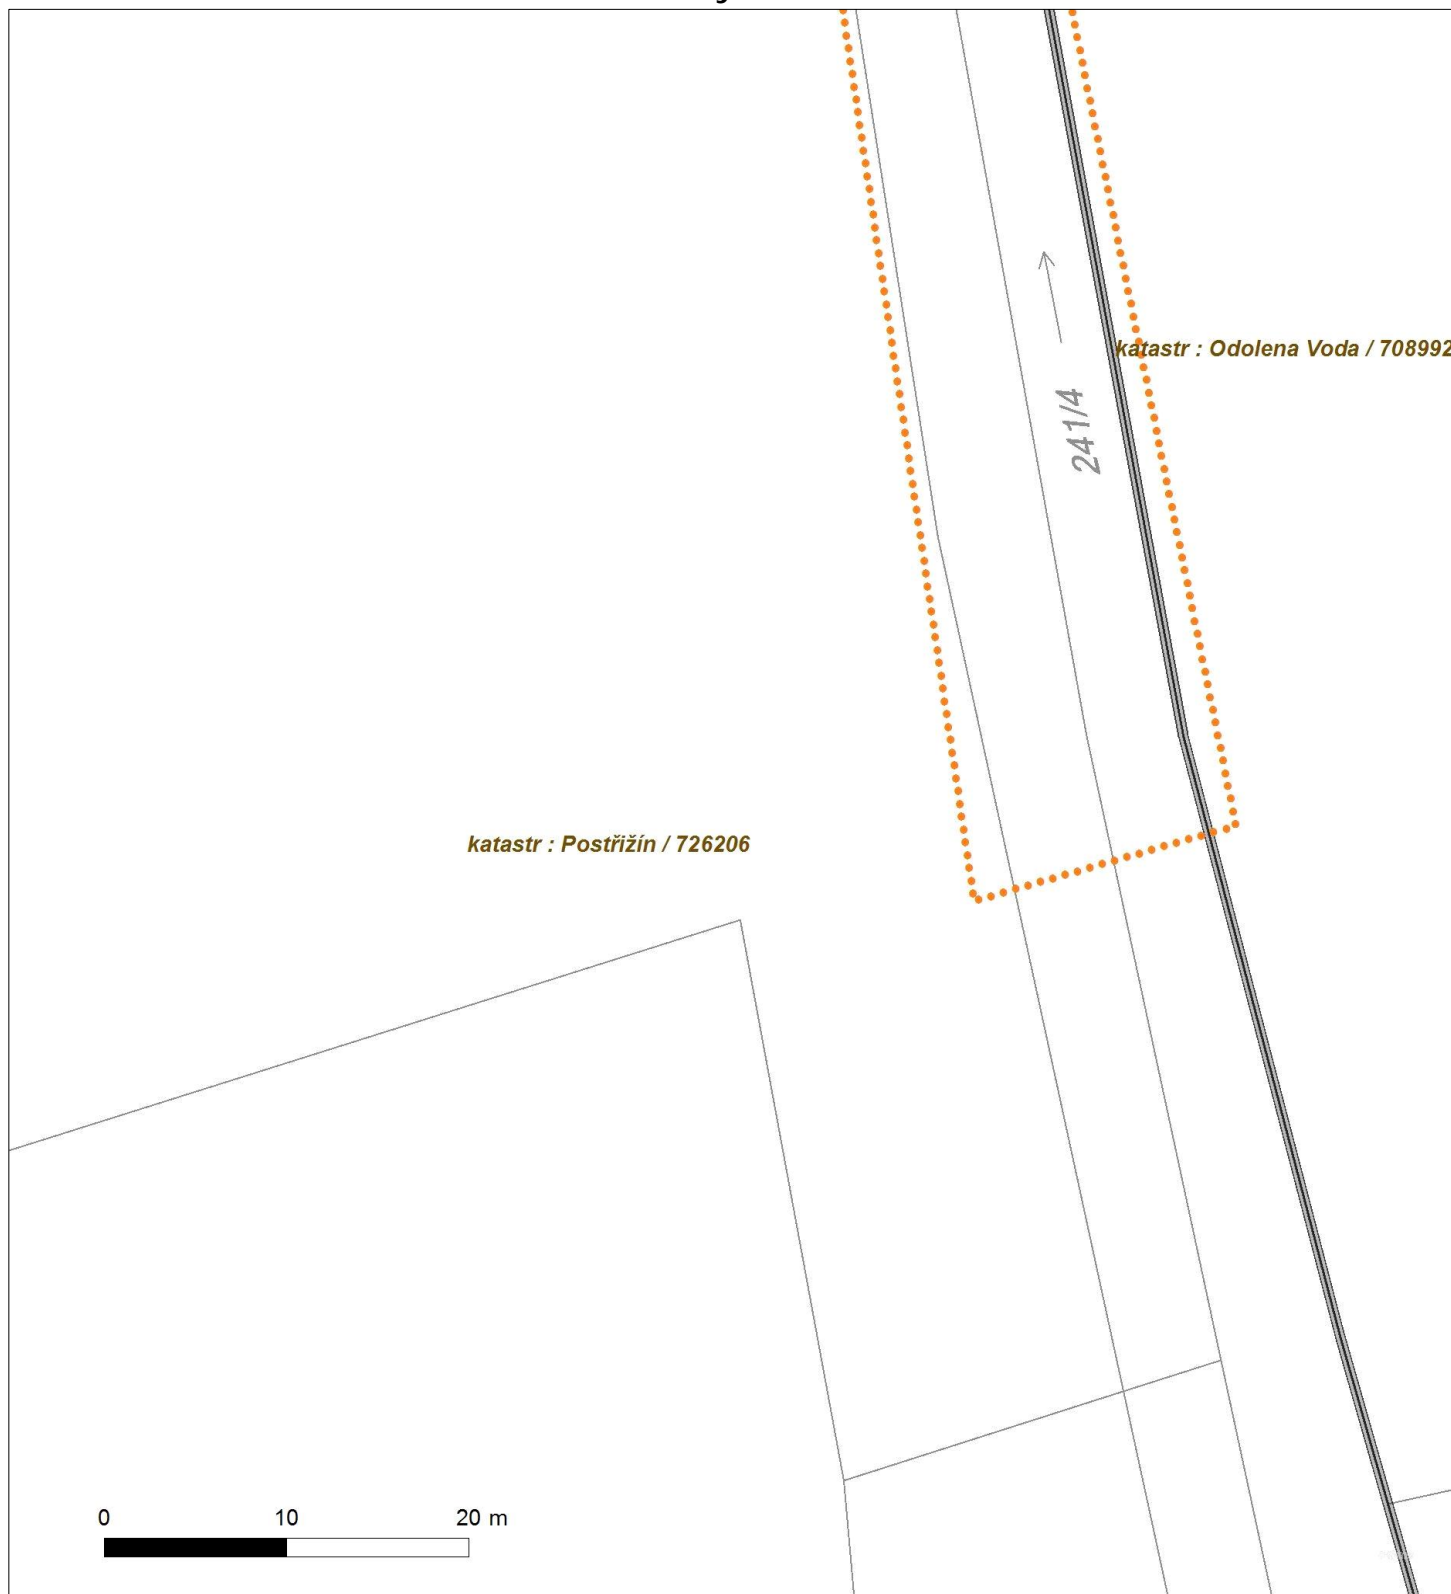 katastr : Odolena Voda / 708992
241/4
katastr : Postřižín / 726206
0 10 20 m